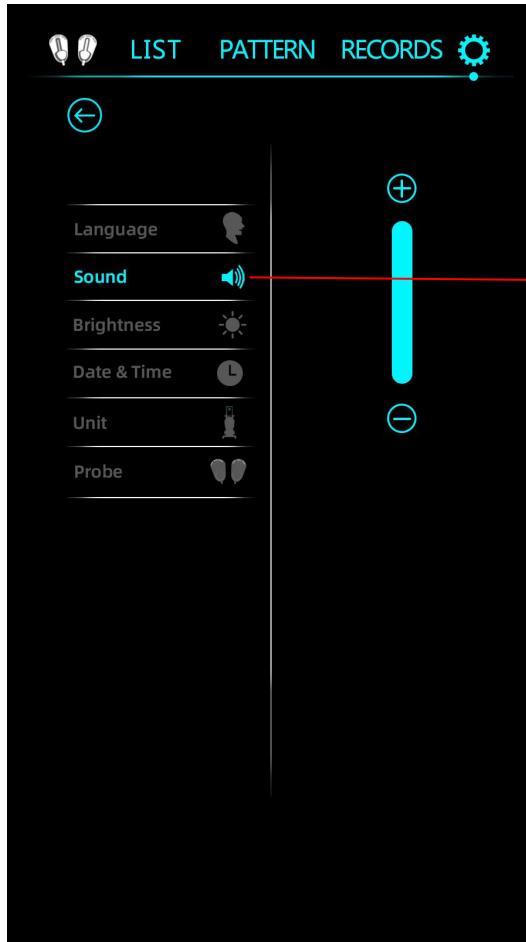 LIST PATTERN RECORDS
Language
Sound
Brightness
Date & Time
Unit
Probe